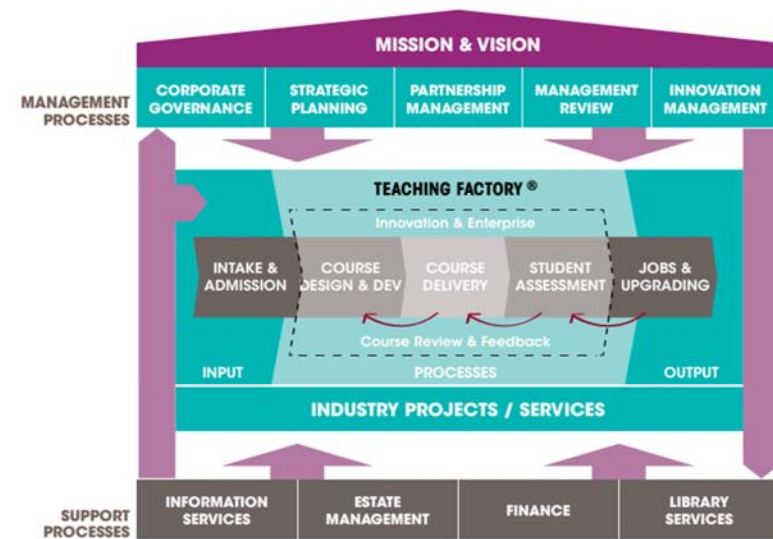 MISSION & VISION
MANAGEMENT
PROCESSES
CORPORATE
GOVERNANCE
STRATEGIC
PLANNING
PARTNERSHIP
MANAGEMENT
MANAGEMENT
REVIEW
INNOVATION
MANAGEMENT
TEACHING FACTORY ®
Innovation & Enterprise
INTAKE &
ADMISSION
COURSE
DESIGN & DEV
COURSE
DELIVERY
STUDENT
ASSESSMENT
JOBS &
UPGRADING
Course Review & Feedback
INPUT
PROCESSES
OUTPUT
INDUSTRY PROJECTS / SERVICES
SUPPORT
PROCESSES
INFORMATION
SERVICES
ESTATE
MANAGEMENT
FINANCE
LIBRARY
SERVICES